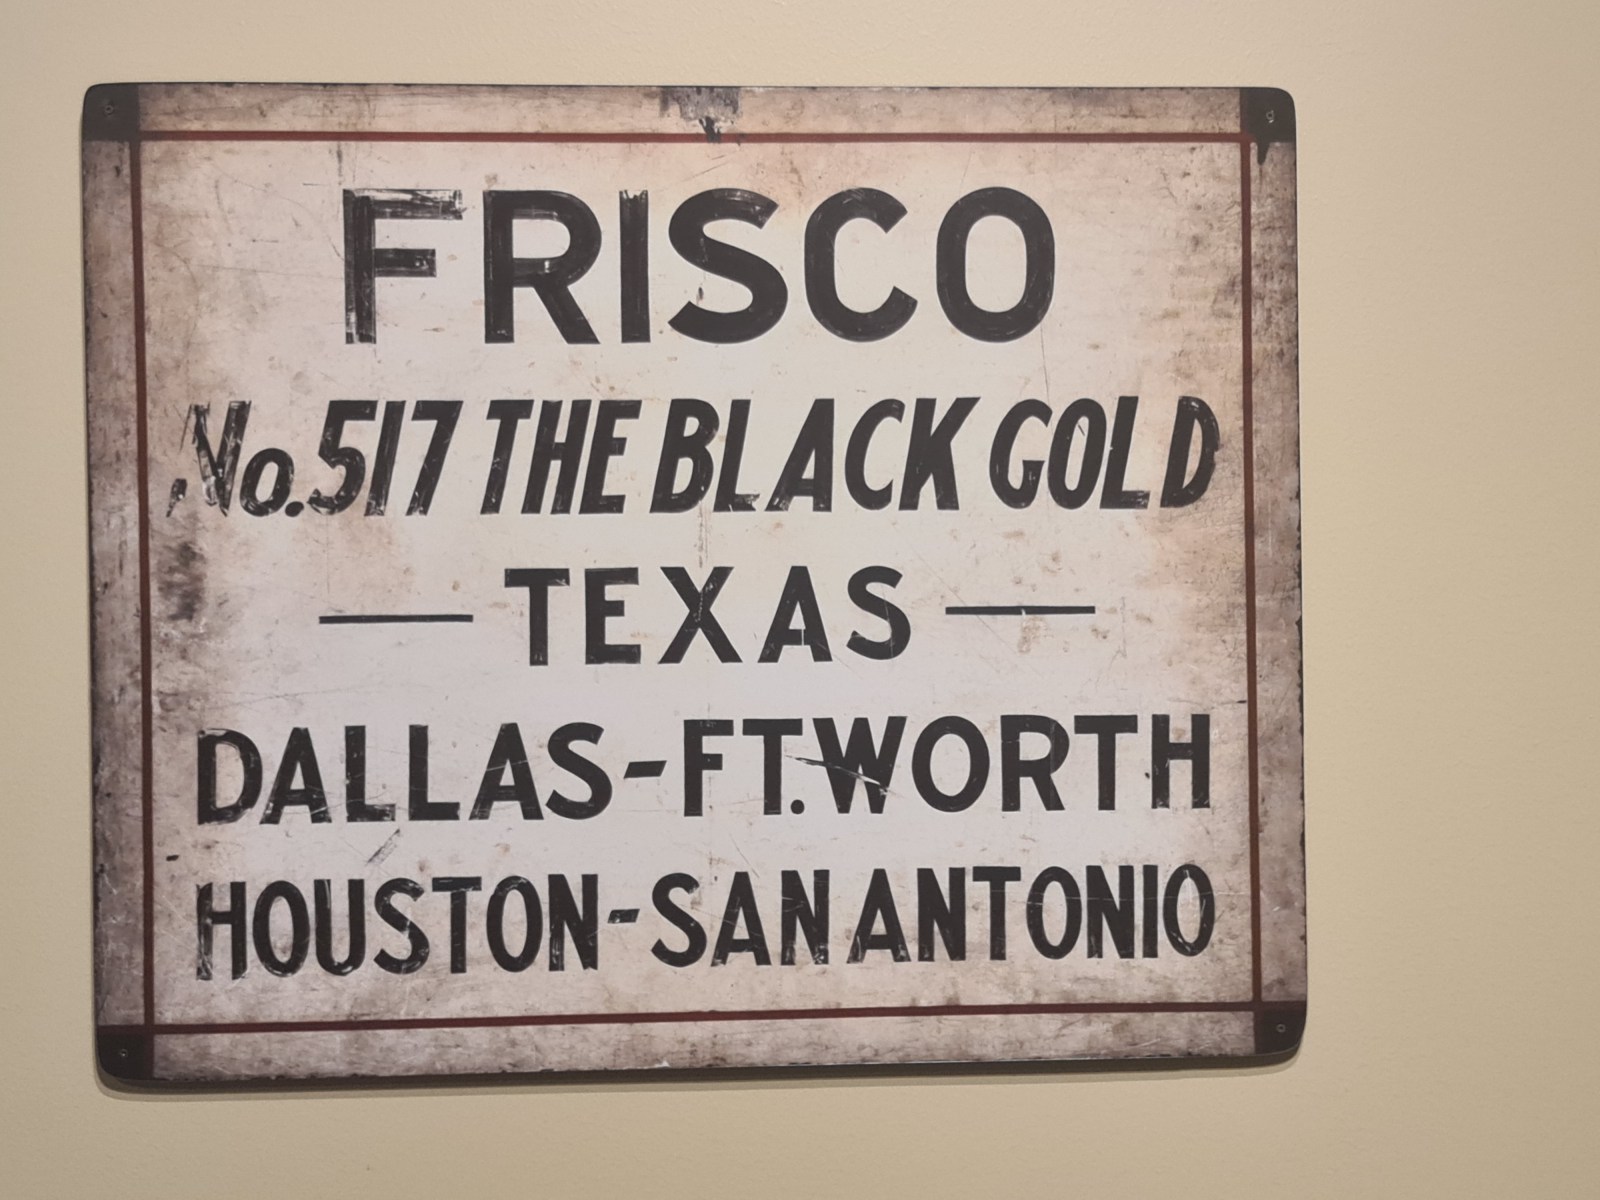 FRISCO
No. 517 THE BLACK GOLD
— TEXAS —
DALLAS-FT. WORTH
HOUSTON-SAN ANTONIO